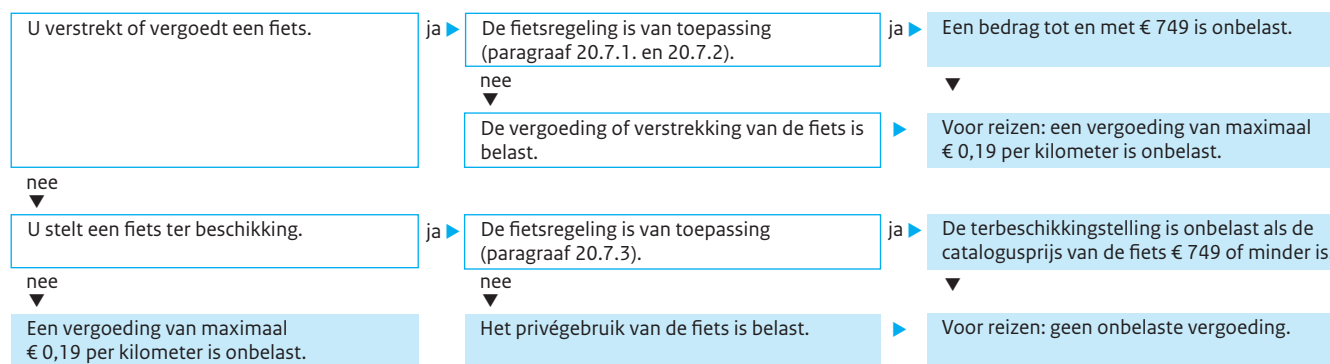 U verstrekt of vergoedt een fiets.
ja
De fietsregeling is van toepassing
(paragraaf 20.7.1. en 20.7.2).
ja
Een bedrag tot en met € 749 is onbelast.
nee
De vergoeding of verstrekking van de fiets is
belast.
Voor reizen: een vergoeding van maximaal
€ 0,19 per kilometer is onbelast.
nee
U stelt een fiets ter beschikking.
ja
De fietsregeling is van toepassing
(paragraaf 20.7.3).
ja
De terbeschikkingstelling is onbelast als de
catalogusprijs van de fiets € 749 of minder is
nee
nee
Een vergoeding van maximaal
€ 0,19 per kilometer is onbelast.
Het privégebruik van de fiets is belast.
Voor reizen: geen onbelaste vergoeding.